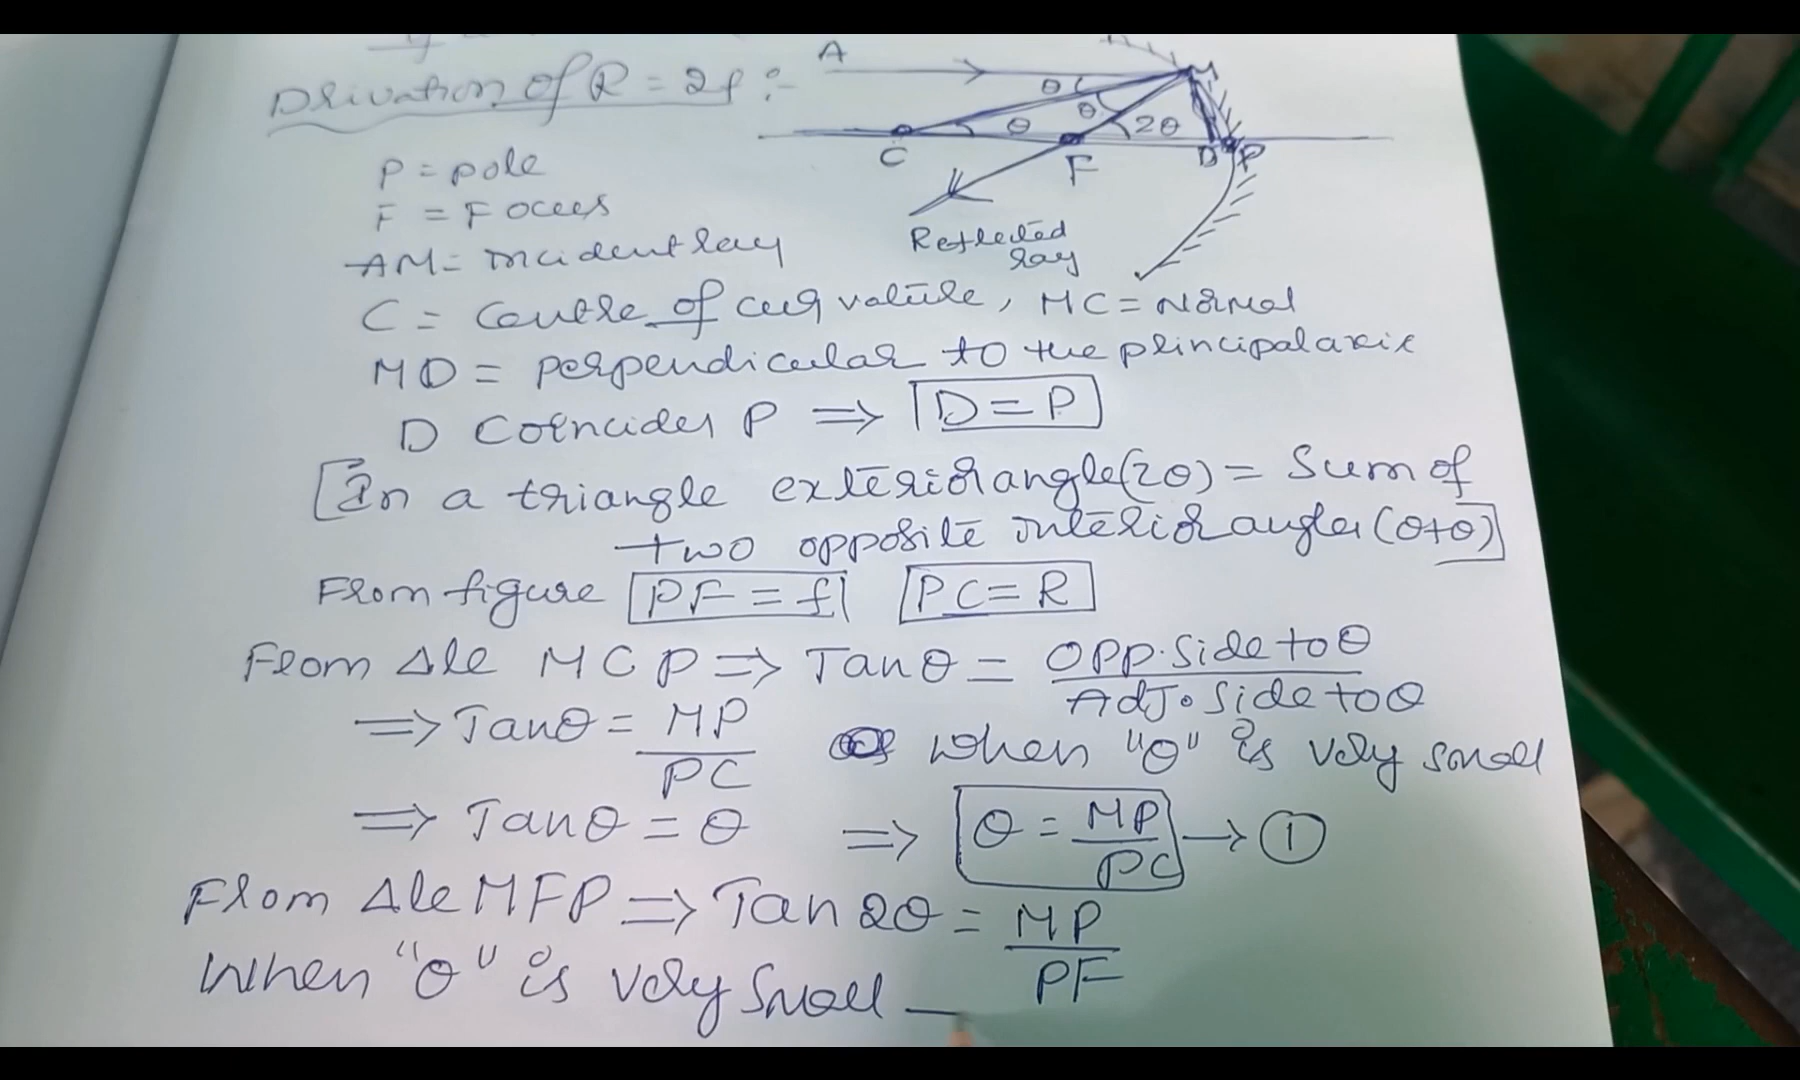 Derivation of R = 2f :-
A
M
θ
θ
θ
2θ
C
F
D
P
Reflected
ray
P = pole
F = Focus
AM = incident ray
C = Centre of curvature, MC = Normal
MD = perpendicular to the principal axis
D Coincides P ⇒ D = P
[In a triangle exterior angle (2θ) = Sum of
two opposite interior angles (θ+θ)]
From figure PF = f PC = R
From Δle MCP ⇒ Tanθ = Opp. Side to θ / Adj. Side to θ
⇒ Tanθ = MP / PC when "θ" is very small
⇒ Tanθ = θ ⇒ θ = MP / PC → ①
From Δle MFP ⇒ Tan 2θ = MP / PF
When "θ" is very small